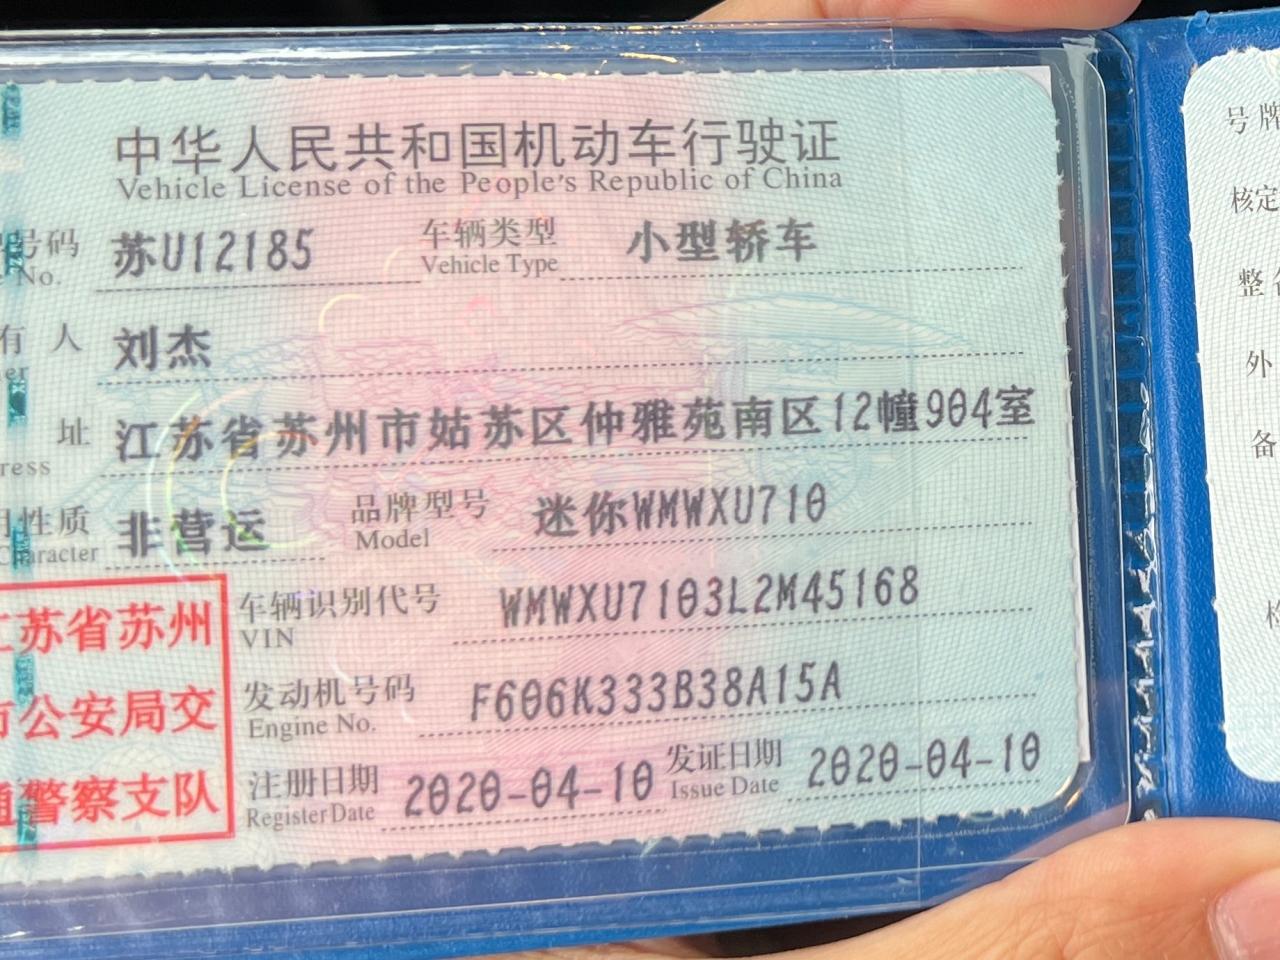 中华人民共和国机动车行驶证
Vehicle License of the People's Republic of China
号码 苏U12185 车辆类型 小型轿车
No. Vehicle Type
有人 刘杰
址 江苏省苏州市姑苏区仲雅苑南区12幢904室
ress
性质 非营运 品牌型号 迷你WMWXU710
Character Model
江苏省苏州 车辆识别代号 WMWXU7103L2M45168
VIN
市公安局交 发动机号码 F606K333B38A15A
Engine No.
通警察支队 注册日期 2020-04-10 发证日期 2020-04-10
Register Date Issue Date
号牌
核定
整备
外
备